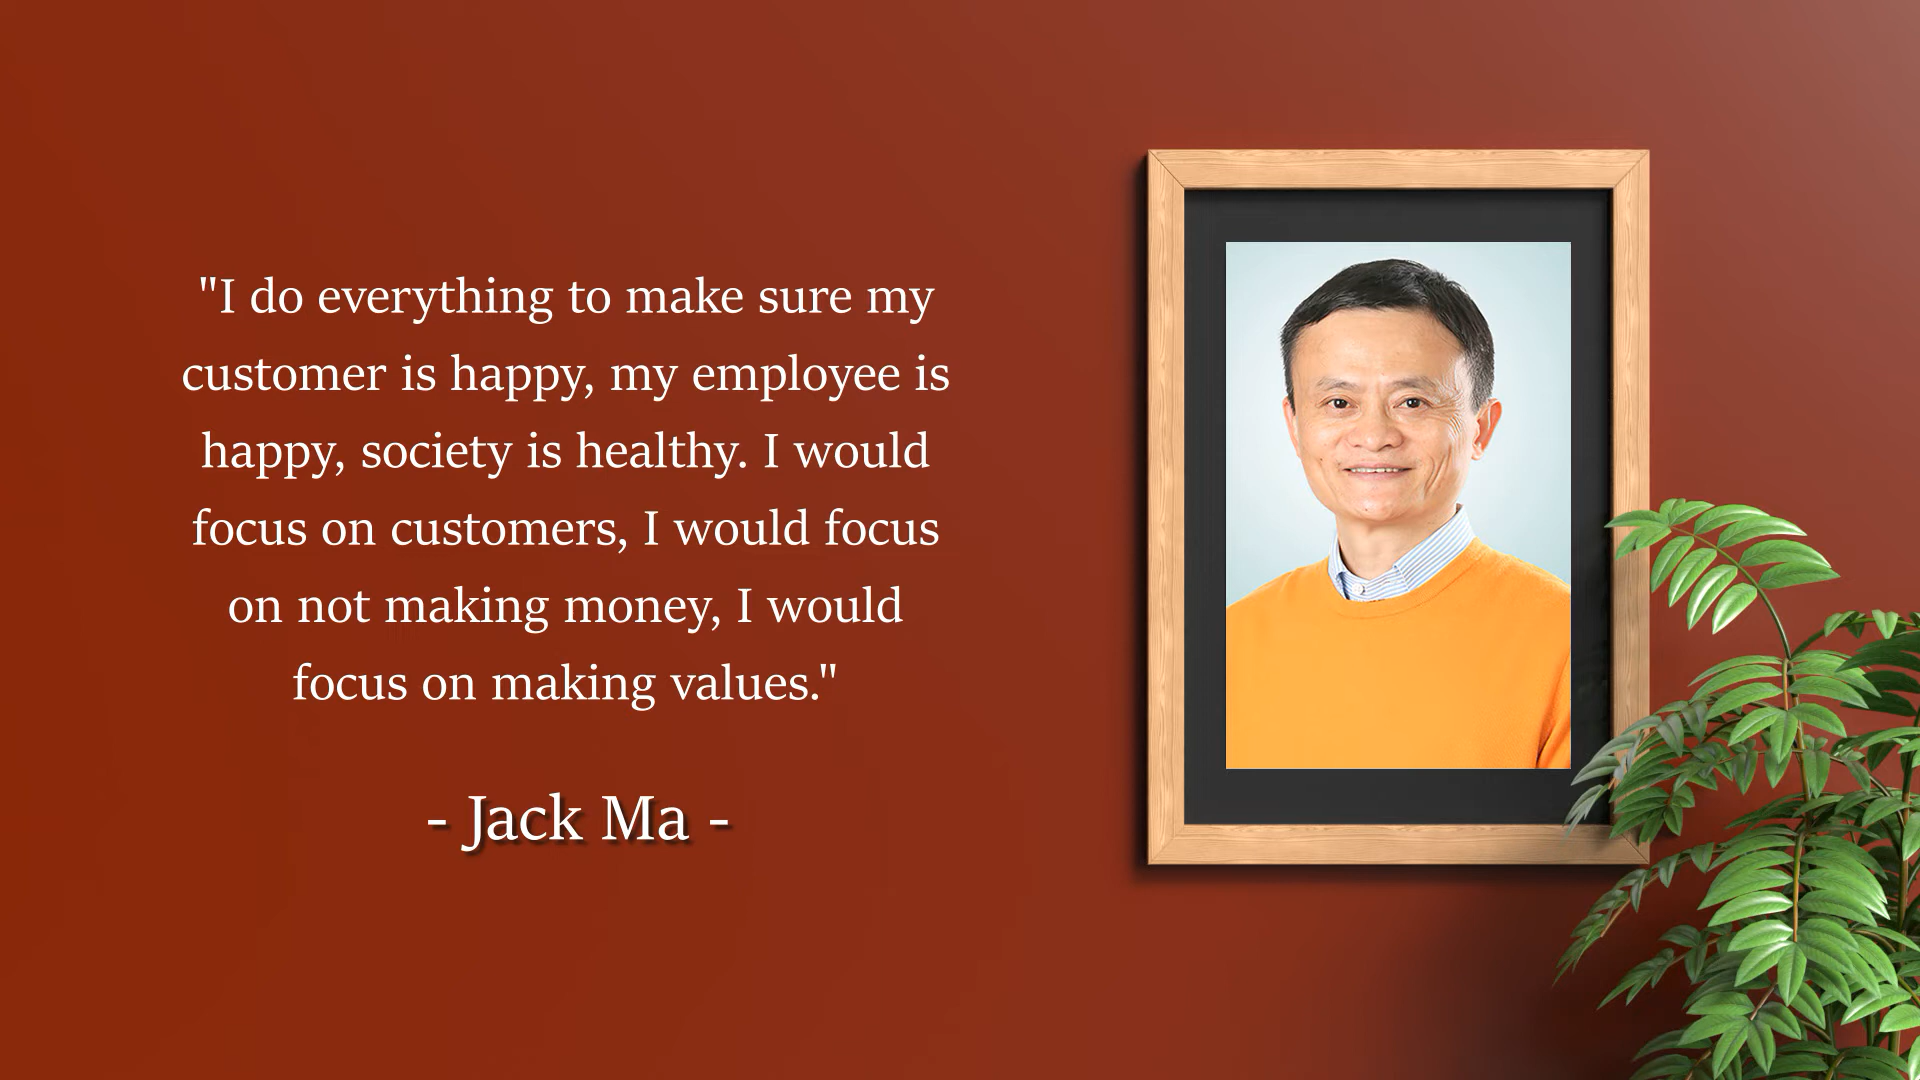 "I do everything to make sure my
customer is happy, my employee is
happy, society is healthy. I would
focus on customers, I would focus
on not making money, I would
focus on making values."
- Jack Ma -